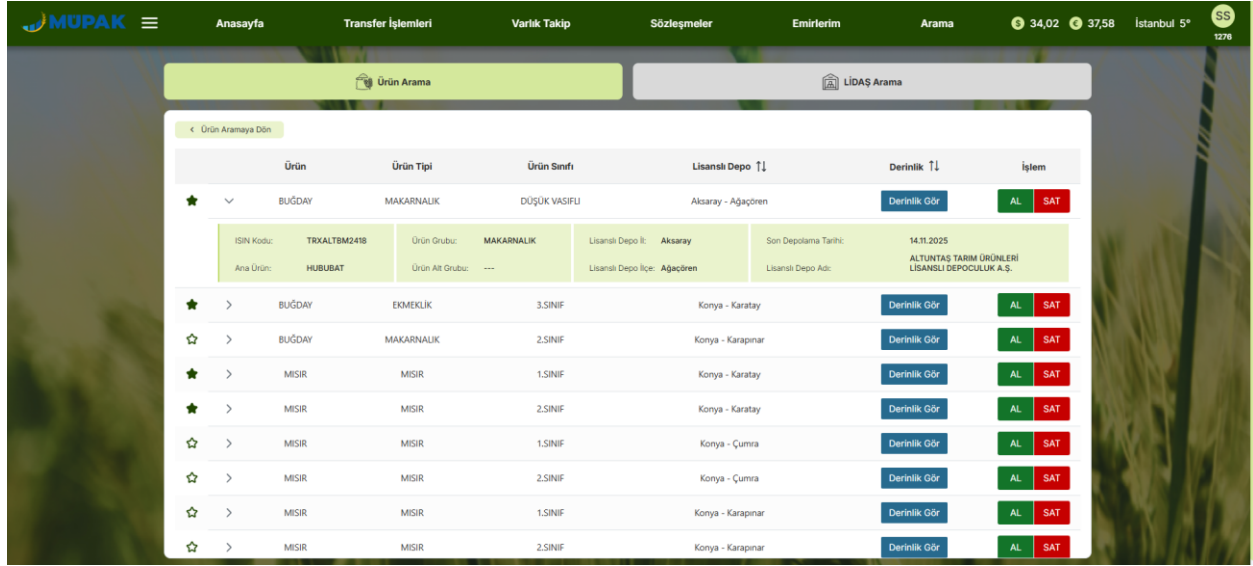 MÜPAK Anasayfa Transfer İşlemleri Varlık Takip Sözleşmeler Emirlerim Arama $ 34,02 € 37,58 İstanbul 5° SS
1276
Ürün Arama LİDAŞ Arama
< Ürün Aramaya Dön
Ürün Ürün Tipi Ürün Sınıfı Lisanslı Depo Derinlik İşlem
BUĞDAY MAKARNALIK DÜŞÜK VASIFLI Aksaray - Ağaçören Derinlik Gör AL SAT
ISIN Kodu: TRXALTBM2418 Ürün Grubu: MAKARNALIK Lisanslı Depo İl: Aksaray Son Depolama Tarihi: 14.11.2025
Ana Ürün: HUBUBAT Ürün Alt Grubu: --- Lisanslı Depo İlçe: Ağaçören Lisanslı Depo Adı: ALTUNTAŞ TARIM ÜRÜNLERİ
LİSANSLI DEPOCULUK A.Ş.
BUĞDAY EKMEKLİK 3.SINIF Konya - Karatay Derinlik Gör AL SAT
BUĞDAY MAKARNALIK 2.SINIF Konya - Karapınar Derinlik Gör AL SAT
MISIR MISIR 1.SINIF Konya - Karatay Derinlik Gör AL SAT
MISIR MISIR 2.SINIF Konya - Karatay Derinlik Gör AL SAT
MISIR MISIR 1.SINIF Konya - Çumra Derinlik Gör AL SAT
MISIR MISIR 2.SINIF Konya - Çumra Derinlik Gör AL SAT
MISIR MISIR 1.SINIF Konya - Karapınar Derinlik Gör AL SAT
MISIR MISIR 2.SINIF Konya - Karapınar Derinlik Gör AL SAT